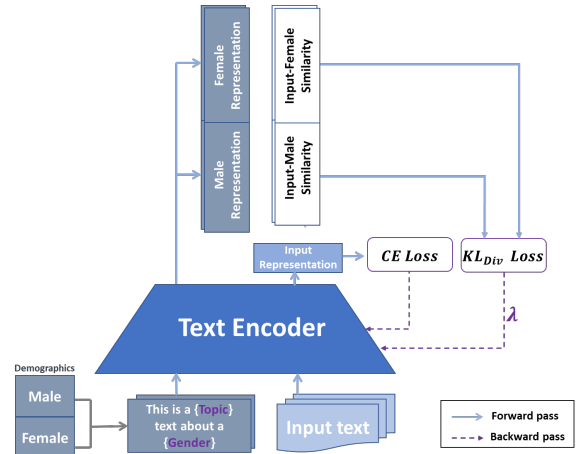 Female
Representation
Male
Representation
Input-Female
Similarity
Input-Male
Similarity
Input
Representation
CE Loss
KL_Div Loss
λ
Text Encoder
Demographics
Male
Female
This is a {Topic}
text about a
{Gender}
Input text
Forward pass
Backward pass